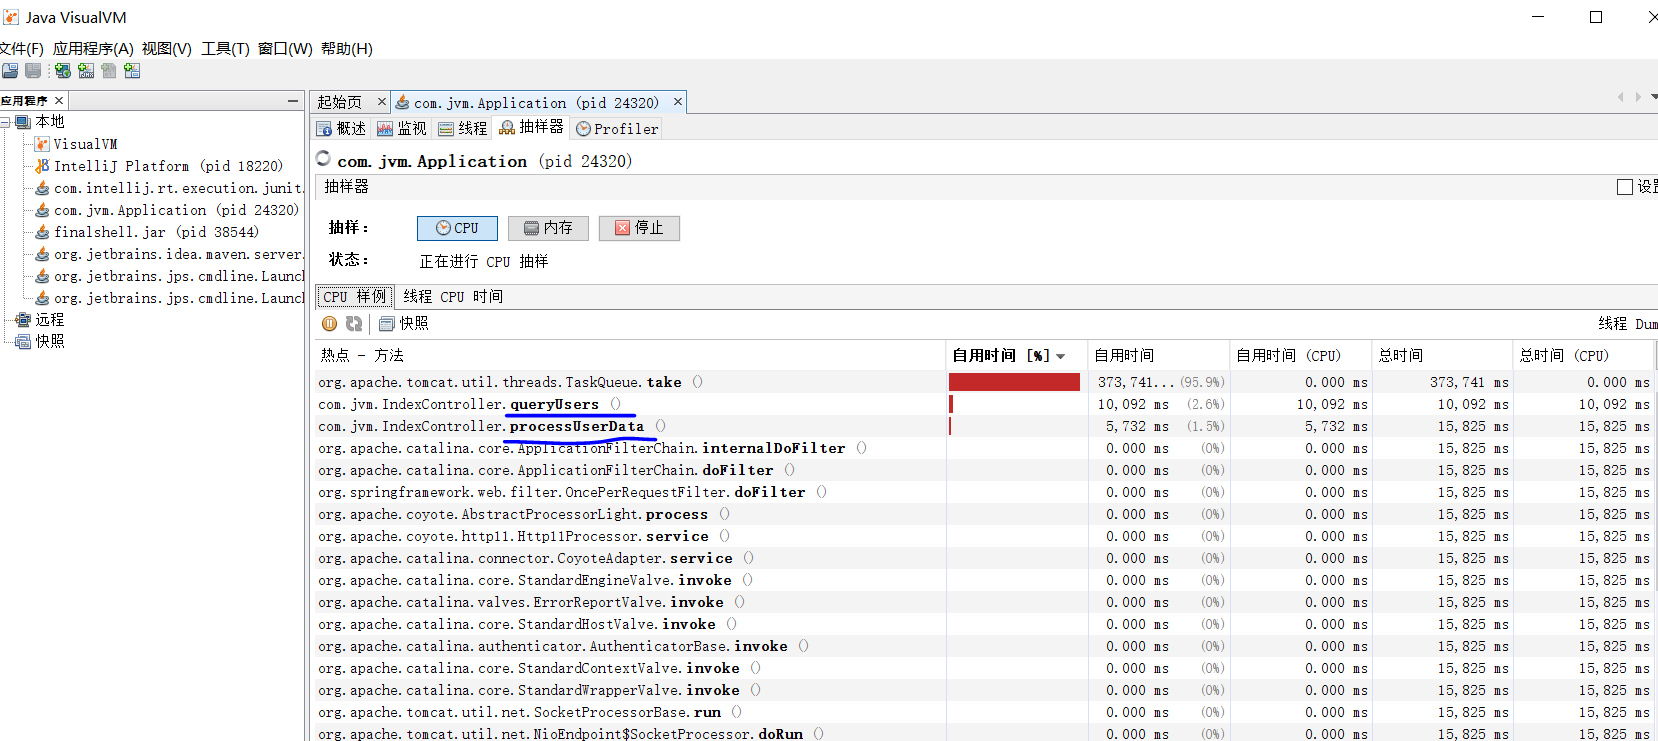 Java VisualVM
文件(F) 应用程序(A) 视图(V) 工具(T) 窗口(W) 帮助(H)
应用程序
本地
VisualVM
IntelliJ Platform (pid 18220)
com.intellij.rt.execution.junit.
com.jvm.Application (pid 24320)
finalshell.jar (pid 38544)
org.jetbrains.idea.maven.server.
org.jetbrains.jps.cmdline.Launc
org.jetbrains.jps.cmdline.Launc
远程
快照
起始页 com.jvm.Application (pid 24320)
概述 监视 线程 抽样器 Profiler
com.jvm.Application (pid 24320)
抽样器 设置
抽样： CPU 内存 停止
状态： 正在进行 CPU 抽样
CPU 样例 线程 CPU 时间
快照 线程 Dum
热点 - 方法 自用时间 [%] 自用时间 自用时间 (CPU) 总时间 总时间 (CPU)
org.apache.tomcat.util.threads.TaskQueue.take () 373,741... (95.9%) 0.000 ms 373,741 ms 0.000 ms
com.jvm.IndexController.queryUsers () 10,092 ms (2.6%) 10,092 ms 10,092 ms 10,092 ms
com.jvm.IndexController.processUserData () 5,732 ms (1.5%) 5,732 ms 15,825 ms 15,825 ms
org.apache.catalina.core.ApplicationFilterChain.internalDoFilter () 0.000 ms (0%) 0.000 ms 15,825 ms 15,825 ms
org.apache.catalina.core.ApplicationFilterChain.doFilter () 0.000 ms (0%) 0.000 ms 15,825 ms 15,825 ms
org.springframework.web.filter.OncePerRequestFilter.doFilter () 0.000 ms (0%) 0.000 ms 15,825 ms 15,825 ms
org.apache.coyote.AbstractProcessorLight.process () 0.000 ms (0%) 0.000 ms 15,825 ms 15,825 ms
org.apache.coyote.http11.Http11Processor.service () 0.000 ms (0%) 0.000 ms 15,825 ms 15,825 ms
org.apache.catalina.connector.CoyoteAdapter.service () 0.000 ms (0%) 0.000 ms 15,825 ms 15,825 ms
org.apache.catalina.core.StandardEngineValve.invoke () 0.000 ms (0%) 0.000 ms 15,825 ms 15,825 ms
org.apache.catalina.valves.ErrorReportValve.invoke () 0.000 ms (0%) 0.000 ms 15,825 ms 15,825 ms
org.apache.catalina.core.StandardHostValve.invoke () 0.000 ms (0%) 0.000 ms 15,825 ms 15,825 ms
org.apache.catalina.authenticator.AuthenticatorBase.invoke () 0.000 ms (0%) 0.000 ms 15,825 ms 15,825 ms
org.apache.catalina.core.StandardContextValve.invoke () 0.000 ms (0%) 0.000 ms 15,825 ms 15,825 ms
org.apache.catalina.core.StandardWrapperValve.invoke () 0.000 ms (0%) 0.000 ms 15,825 ms 15,825 ms
org.apache.tomcat.util.net.SocketProcessorBase.run () 0.000 ms (0%) 0.000 ms 15,825 ms 15,825 ms
org.apache.tomcat.util.net.NioEndpoint$SocketProcessor.doRun () 0.000 ms (0%) 0.000 ms 15,825 ms 15,825 ms